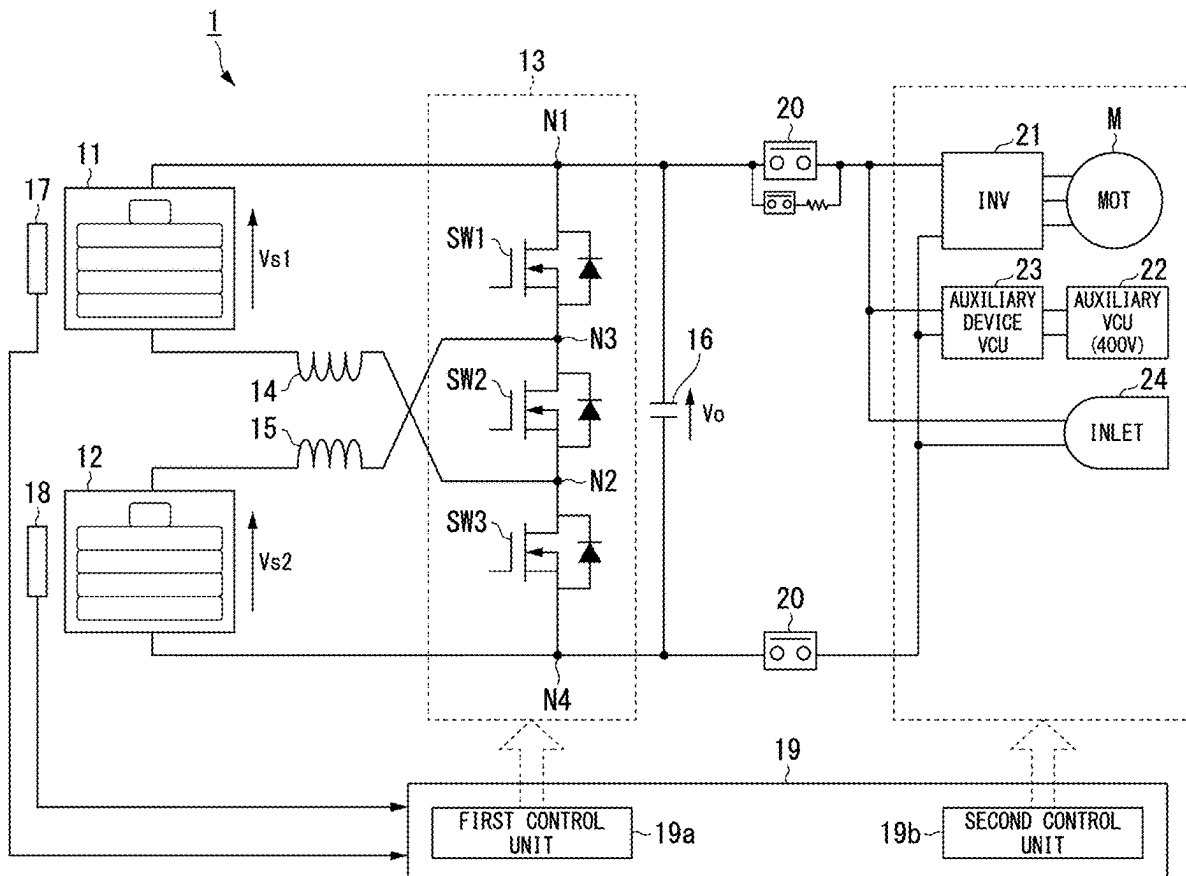 1
13
N1
20
11
17
Vs1
SW1
21
INV
M
MOT
23
22
AUXILIARY
DEVICE
VCU
AUXILIARY
VCU
(400V)
N3
14
15
SW2
16
Vo
24
INLET
12
18
Vs2
N2
SW3
20
N4
19
FIRST CONTROL
UNIT
19a
19b
SECOND CONTROL
UNIT